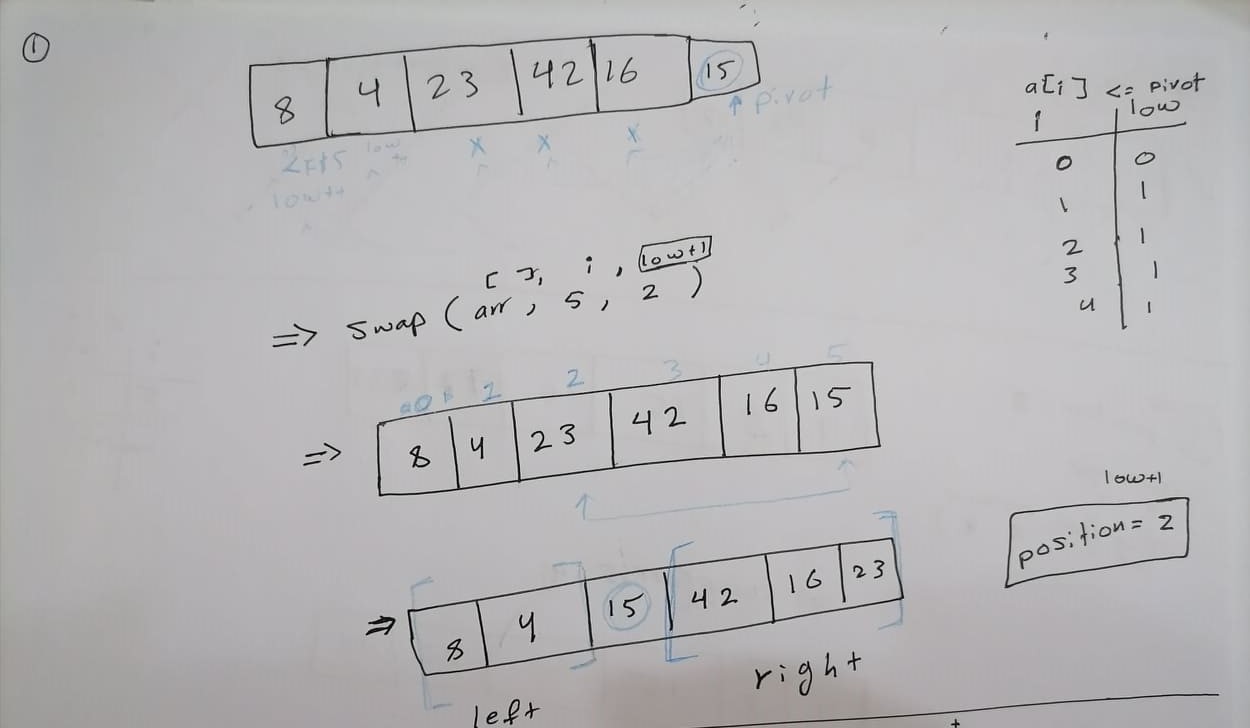 ①
8 4 23 42 16 15
a[i] <= pivot
i low
0 0
1 1
2 1
3 1
4 1
↑ pivot
low++ x x x
low++
[ ], i, low+1
=> swap (arr, 5, 2)
0 1 2 3 4 5
=> 8 4 23 42 16 15
low+1
position = 2
=> 8 4 15 42 16 23
left right